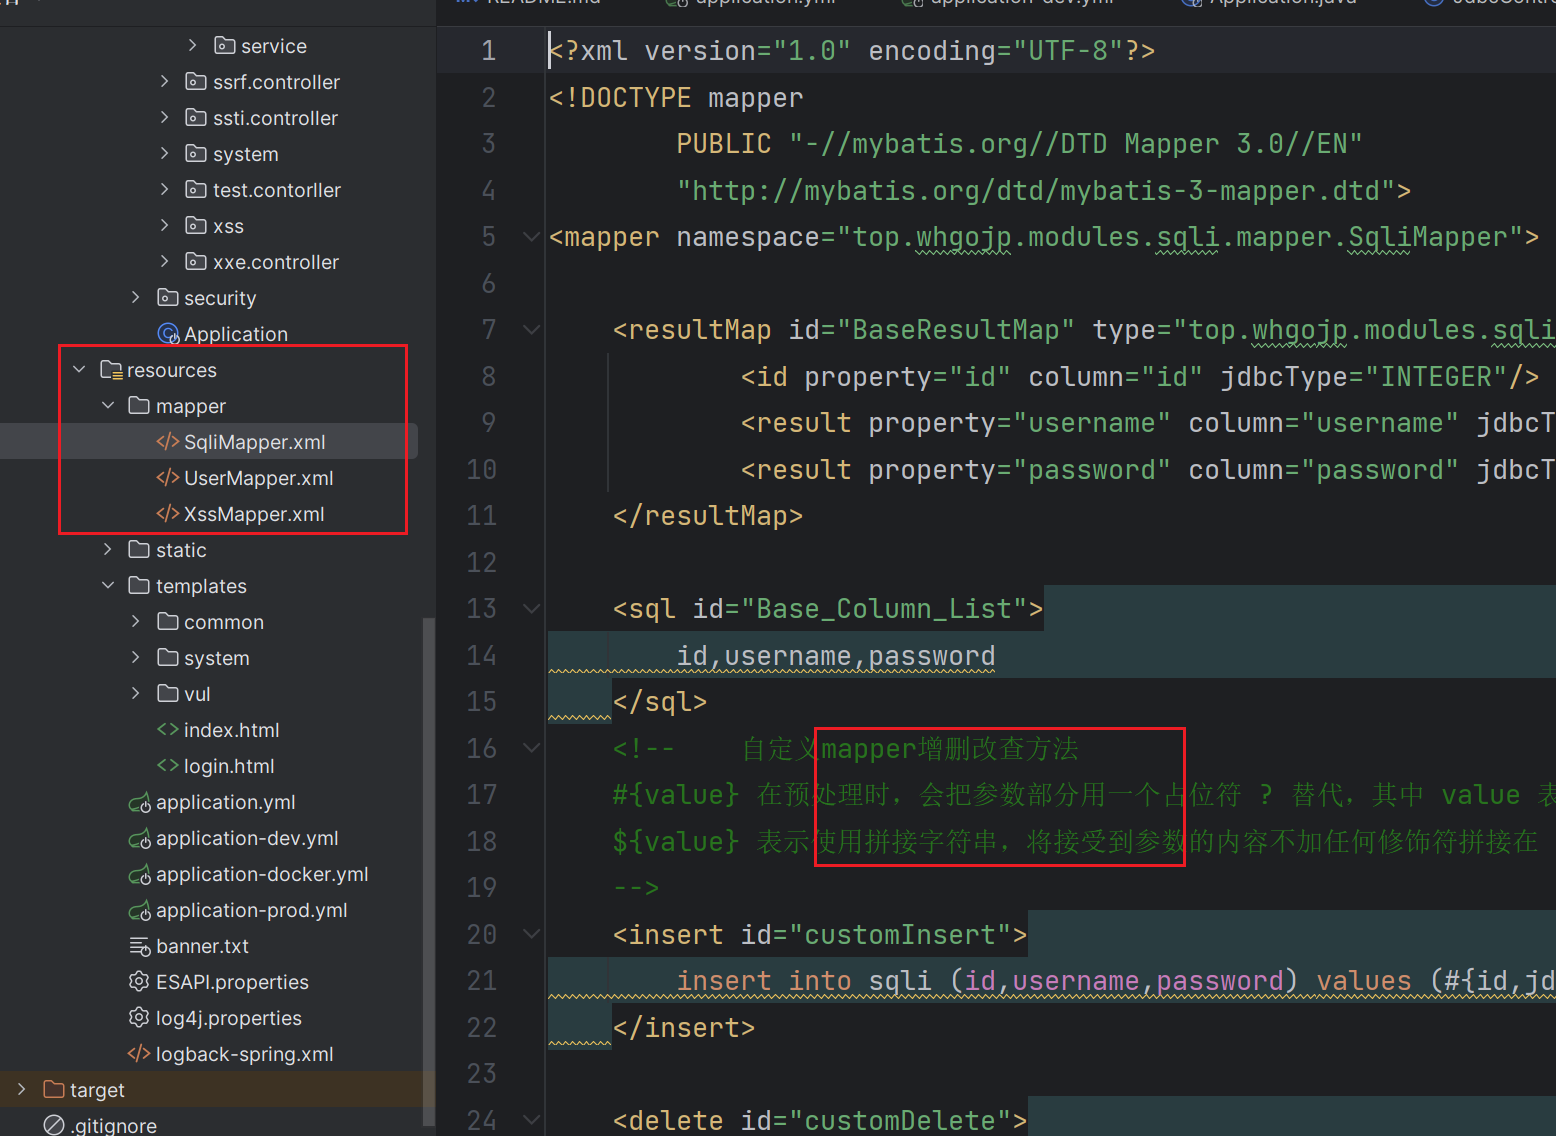 README.md
application.yml
application-dev.yml
Application.java
service
ssrf.controller
ssti.controller
system
test.contorller
xss
xxe.controller
security
Application
resources
mapper
SqliMapper.xml
UserMapper.xml
XssMapper.xml
static
templates
common
system
vul
index.html
login.html
application.yml
application-dev.yml
application-docker.yml
application-prod.yml
banner.txt
ESAPI.properties
log4j.properties
logback-spring.xml
target
.gitignore
1 <?xml version="1.0" encoding="UTF-8"?>
2 <!DOCTYPE mapper
3 PUBLIC "-//mybatis.org//DTD Mapper 3.0//EN"
4 "http://mybatis.org/dtd/mybatis-3-mapper.dtd">
5 <mapper namespace="top.whgojp.modules.sqli.mapper.SqliMapper">
6
7 <resultMap id="BaseResultMap" type="top.whgojp.modules.sqli
8 <id property="id" column="id" jdbcType="INTEGER"/>
9 <result property="username" column="username" jdbcT
10 <result property="password" column="password" jdbcT
11 </resultMap>
12
13 <sql id="Base_Column_List">
14 id,username,password
15 </sql>
16 <!-- 自定义mapper增删改查方法
17 #{value} 在预处理时，会把参数部分用一个占位符 ? 替代，其中 value 表
18 ${value} 表示使用拼接字符串，将接受到参数的内容不加任何修饰符拼接在
19 -->
20 <insert id="customInsert">
21 insert into sqli (id,username,password) values (#{id,jd
22 </insert>
23
24 <delete id="customDelete">